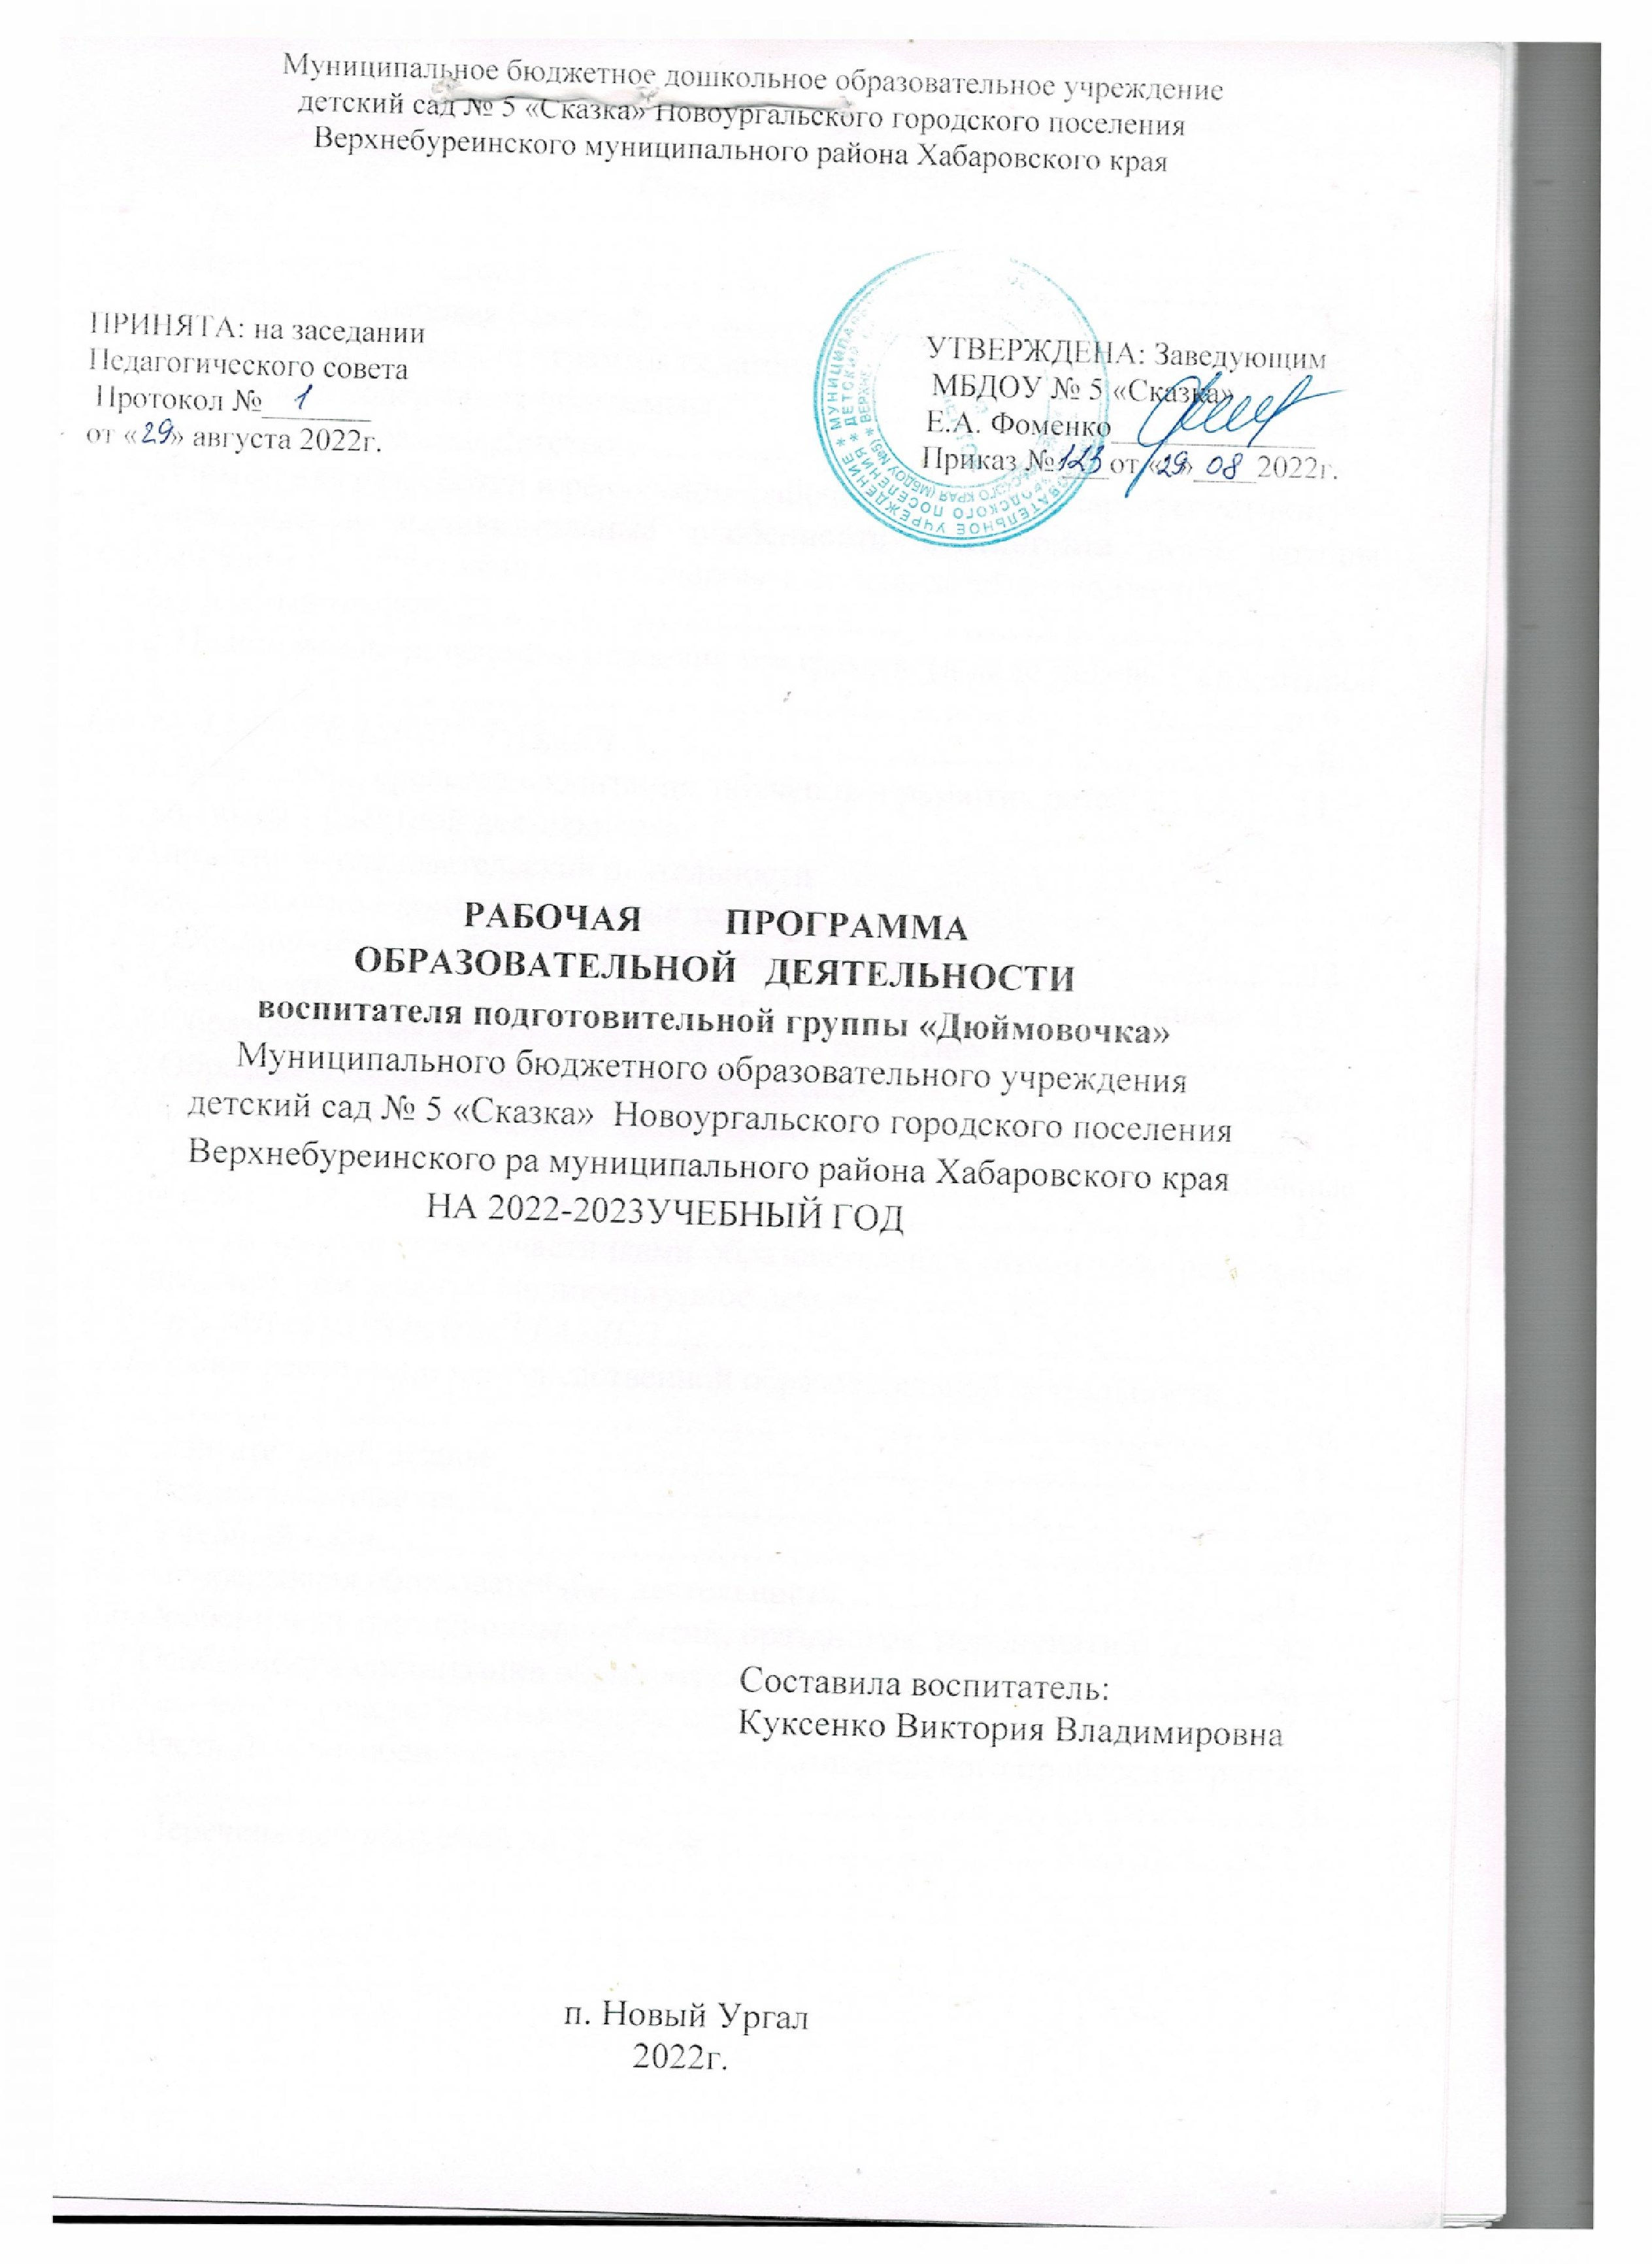 Муниципальное бюджетное дошкольное образовательное учреждение
детский сад № 5 «Сказка» Новоургальского городского поселения
Верхнебуреинского муниципального района Хабаровского края
ПРИНЯТА: на заседании
Педагогического совета
Протокол № 1
от «29» августа 2022г.
УТВЕРЖДЕНА: Заведующим
МБДОУ № 5 «Сказка»
Е.А. Фоменко
Приказ № 123 от «29» 08 2022г.
РАБОЧАЯ ПРОГРАММА
ОБРАЗОВАТЕЛЬНОЙ ДЕЯТЕЛЬНОСТИ
воспитателя подготовительной группы «Дюймовочка»
Муниципального бюджетного образовательного учреждения
детский сад № 5 «Сказка» Новоургальского городского поселения
Верхнебуреинского ра муниципального района Хабаровского края
НА 2022-2023УЧЕБНЫЙ ГОД
Составила воспитатель:
Куксенко Виктория Владимировна
п. Новый Ургал
2022г.